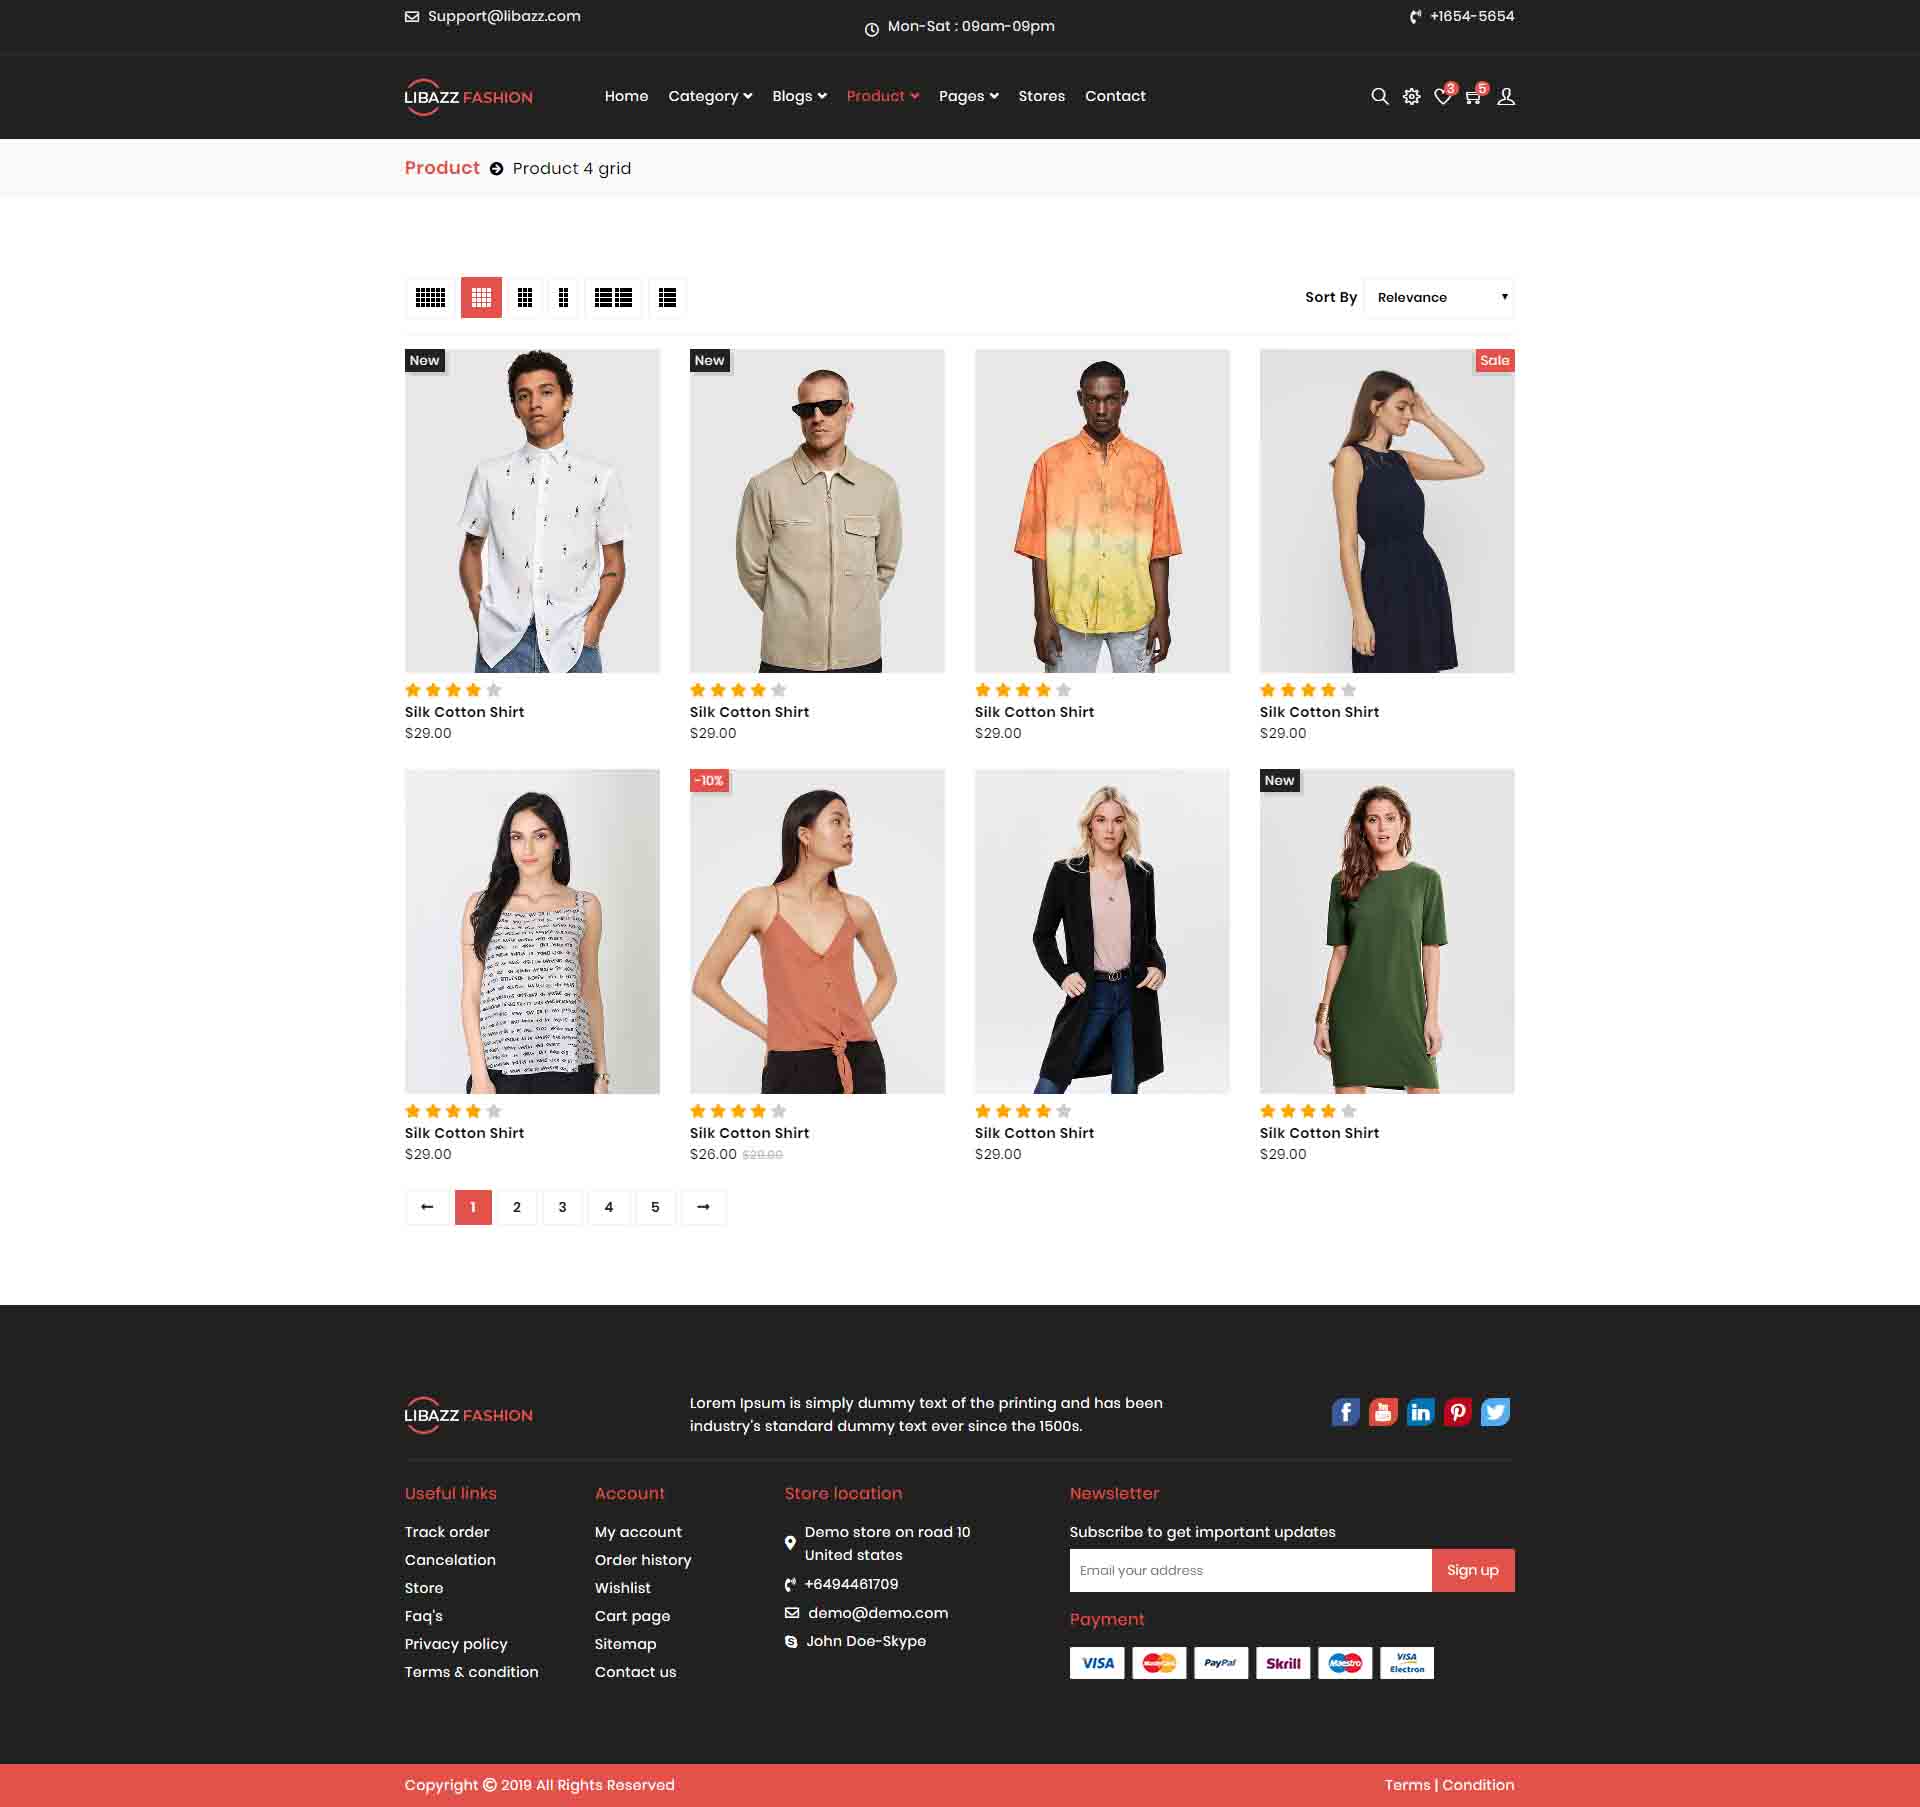 Support@libazz.com
Mon-Sat : 09am-09pm
+1654-5654
LIBAZZ FASHION
Home Category Blogs Product Pages Stores Contact
3 5
Product Product 4 grid
Sort By Relevance
New New Sale
Silk Cotton Shirt Silk Cotton Shirt Silk Cotton Shirt Silk Cotton Shirt
$29.00 $29.00 $29.00 $29.00
-10% New
Silk Cotton Shirt Silk Cotton Shirt Silk Cotton Shirt Silk Cotton Shirt
$29.00 $26.00 $29.00 $29.00 $29.00
1 2 3 4 5
LIBAZZ FASHION
Lorem Ipsum is simply dummy text of the printing and has been
industry's standard dummy text ever since the 1500s.
Useful links
Track order
Cancelation
Store
Faq's
Privacy policy
Terms & condition
Account
My account
Order history
Wishlist
Cart page
Sitemap
Contact us
Store location
Demo store on road 10
United states
+6494461709
demo@demo.com
John Doe-Skype
Newsletter
Subscribe to get important updates
Email your address Sign up
Payment
VISA MasterCard PayPal Skrill Maestro VISA
Electron
Copyright © 2019 All Rights Reserved
Terms | Condition